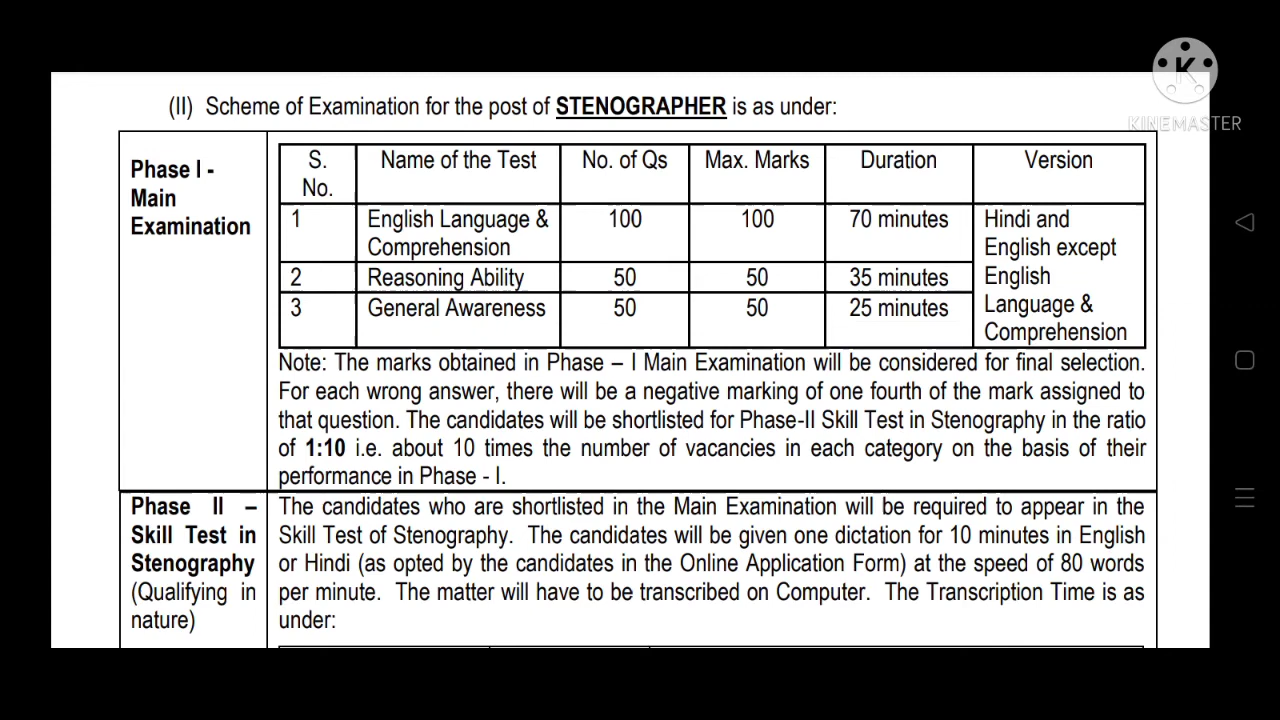 (II) Scheme of Examination for the post of STENOGRAPHER is as under:
KINEMASTER
Phase I -
Main
Examination
S.
No.
Name of the Test
No. of Qs
Max. Marks
Duration
Version
1
English Language &
Comprehension
100
100
70 minutes
Hindi and
English except
English
Language &
Comprehension
2
Reasoning Ability
50
50
35 minutes
3
General Awareness
50
50
25 minutes
Note: The marks obtained in Phase – I Main Examination will be considered for final selection.
For each wrong answer, there will be a negative marking of one fourth of the mark assigned to
that question. The candidates will be shortlisted for Phase-II Skill Test in Stenography in the ratio
of 1:10 i.e. about 10 times the number of vacancies in each category on the basis of their
performance in Phase - I.
Phase II –
Skill Test in
Stenography
(Qualifying in
nature)
The candidates who are shortlisted in the Main Examination will be required to appear in the
Skill Test of Stenography. The candidates will be given one dictation for 10 minutes in English
or Hindi (as opted by the candidates in the Online Application Form) at the speed of 80 words
per minute. The matter will have to be transcribed on Computer. The Transcription Time is as
under: